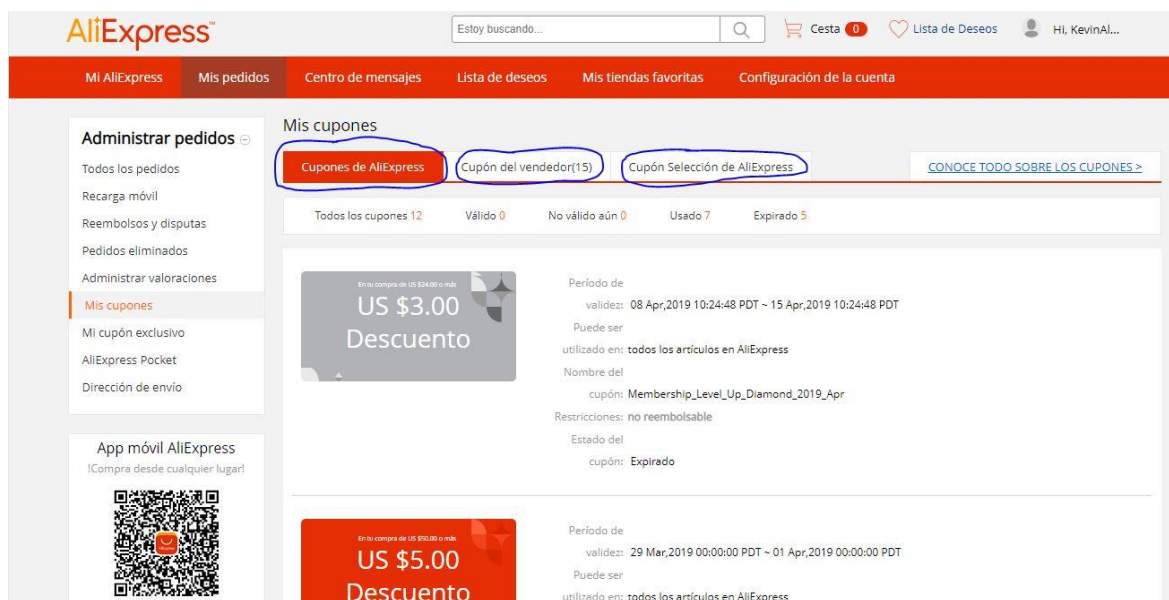 AliExpress™
Estoy buscando...
Cesta 0
Lista de Deseos
Hi, KevinAl...
Mi AliExpress
Mis pedidos
Centro de mensajes
Lista de deseos
Mis tiendas favoritas
Configuración de la cuenta
Administrar pedidos
Todos los pedidos
Recarga móvil
Reembolsos y disputas
Pedidos eliminados
Administrar valoraciones
Mis cupones
Mi cupón exclusivo
AliExpress Pocket
Dirección de envío
App móvil AliExpress
!Compra desde cualquier lugar!
Mis cupones
Cupones de AliExpress
Cupón del vendedor(15)
Cupón Selección de AliExpress
CONOCE TODO SOBRE LOS CUPONES >
Todos los cupones 12
Válido 0
No válido aún 0
Usado 7
Expirado 5
En tu compra de US $24.00 o más
US $3.00
Descuento
Período de
validez: 08 Apr,2019 10:24:48 PDT ~ 15 Apr,2019 10:24:48 PDT
Puede ser
utilizado en: todos los artículos en AliExpress
Nombre del
cupón: Membership_Level_Up_Diamond_2019_Apr
Restricciones: no reembolsable
Estado del
cupón: Expirado
En tu compra de US $50.00 o más
US $5.00
Descuento
Período de
validez: 29 Mar,2019 00:00:00 PDT ~ 01 Apr,2019 00:00:00 PDT
Puede ser
utilizado en: todos los artículos en AliExpress